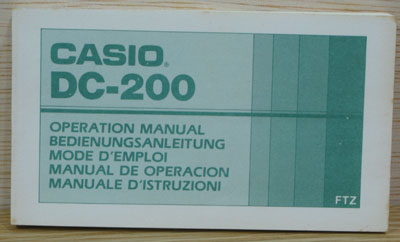 CASIO®
DC-200
OPERATION MANUAL
BEDIENUNGSANLEITUNG
MODE D'EMPLOI
MANUAL DE OPERACION
MANUALE D'ISTRUZIONI
FTZ